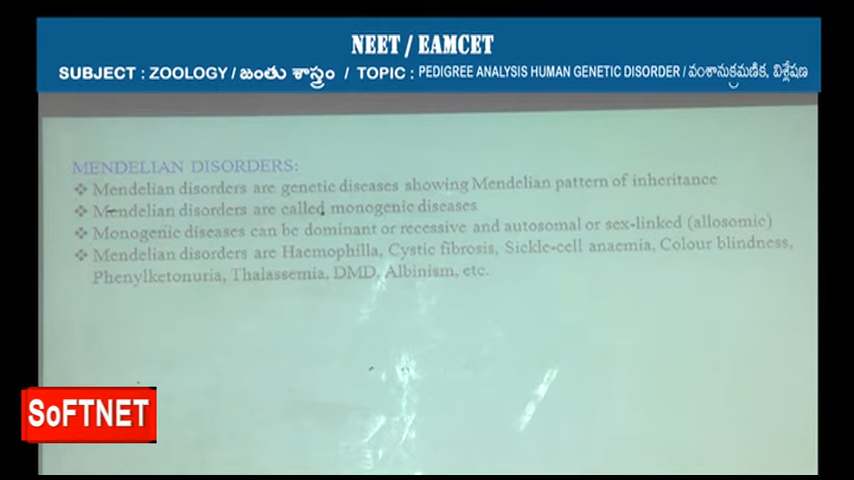 NEET / EAMCET
SUBJECT : ZOOLOGY / జంతు శాస్త్రం / TOPIC : PEDIGREE ANALYSIS HUMAN GENETIC DISORDER / వంశానుక్రమణిక, విశ్లేషణ
MENDELIAN DISORDERS:
❖ Mendelian disorders are genetic diseases showing Mendelian pattern of inheritance
❖ Mendelian disorders are called monogenic diseases
❖ Monogenic diseases can be dominant or recessive and autosomal or sex-linked (allosomic)
❖ Mendelian disorders are Haemophilla, Cystic fibrosis, Sickle-cell anaemia, Colour blindness,
Phenylketonuria, Thalassemia, DMD, Albinism, etc.
SoFTNET